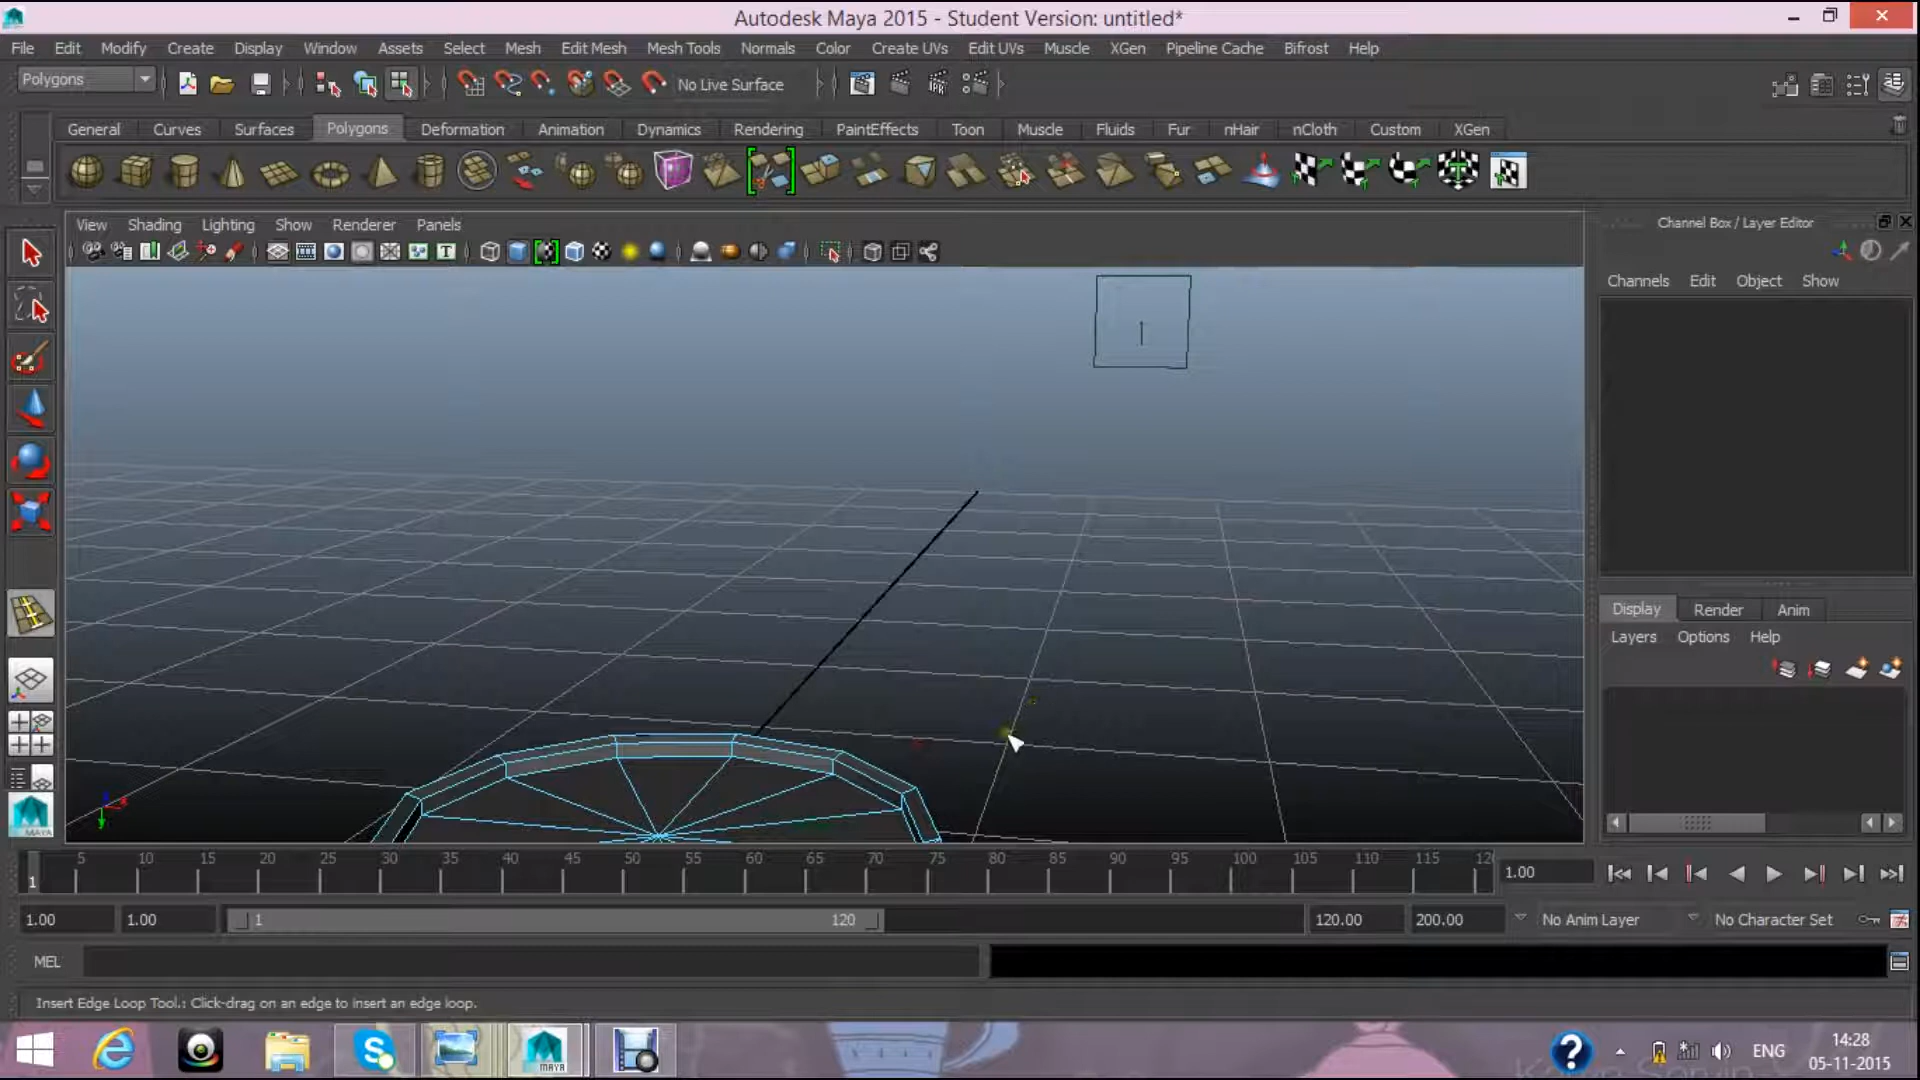 Autodesk Maya 2015 - Student Version: untitled*
File Edit Modify Create Display Window Assets Select Mesh Edit Mesh Mesh Tools Normals Color Create UVs Edit UVs Muscle XGen Pipeline Cache Bifrost Help
Polygons No Live Surface IPR
General Curves Surfaces Polygons Deformation Animation Dynamics Rendering PaintEffects Toon Muscle Fluids Fur nHair nCloth Custom XGen
View Shading Lighting Show Renderer Panels
Channel Box / Layer Editor
Channels Edit Object Show
Display Render Anim
Layers Options Help
MAYA
5 10 15 20 25 30 35 40 45 50 55 60 65 70 75 80 85 90 95 100 105 110 115 12
1 1.00
1.00 1.00 1 120 120.00 200.00 No Anim Layer No Character Set
MEL
Insert Edge Loop Tool.: Click-drag on an edge to insert an edge loop.
MAYA ENG 14:28
05-11-2015